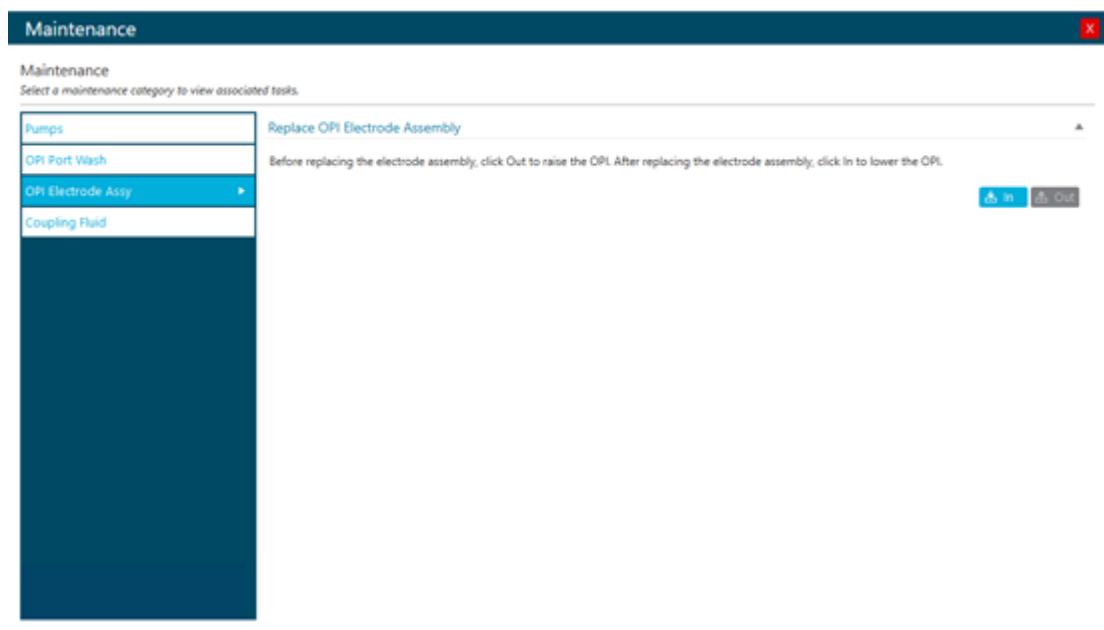 Maintenance
X
Maintenance
Select a maintenance category to view associated tasks.
Pumps
OPI Port Wash
OPI Electrode Assy
Coupling Fluid
Replace OPI Electrode Assembly
Before replacing the electrode assembly, click Out to raise the OPI. After replacing the electrode assembly, click In to lower the OPI.
In Out